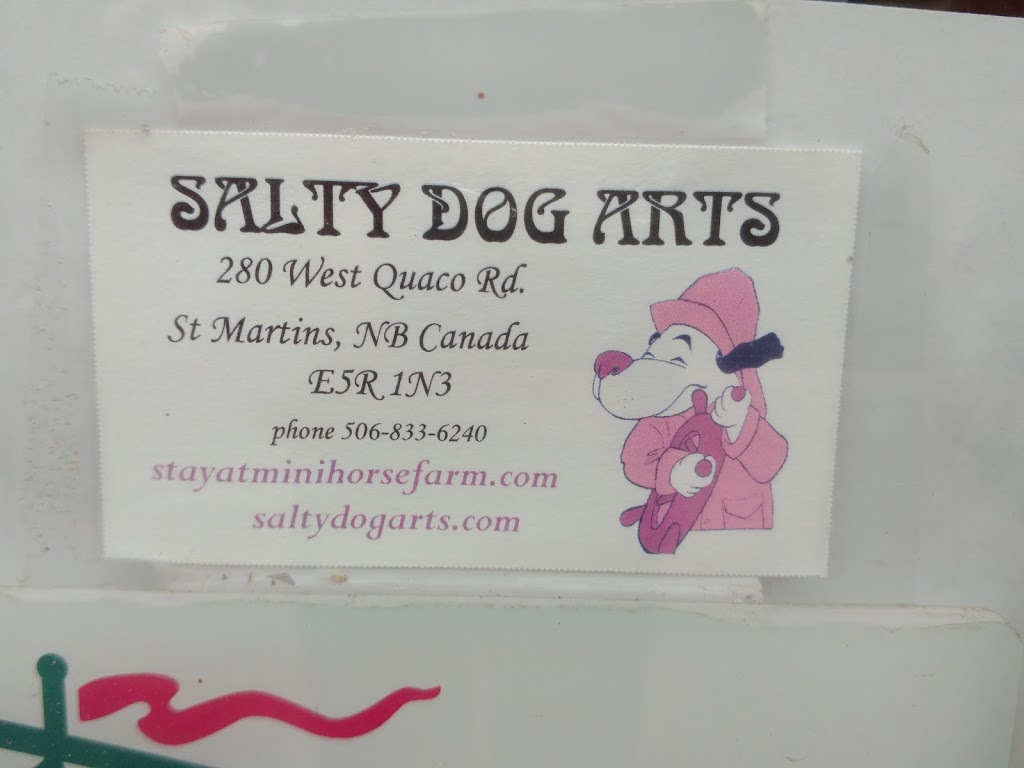 SALTY DOG ARTS
280 West Quaco Rd.
St Martins, NB Canada
E5R 1N3
phone 506-833-6240
stayatminihorsefarm.com
saltydogarts.com